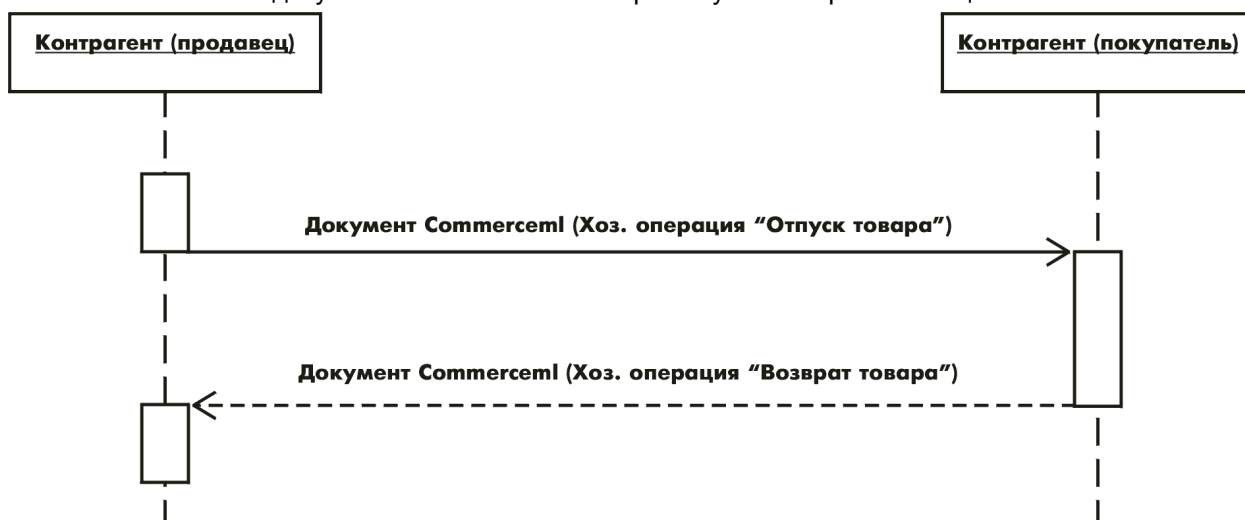 Контрагент (продавец)
Контрагент (покупатель)
Документ Commerceml (Хоз. операция “Отпуск товара”)
Документ Commerceml (Хоз. операция “Возврат товара”)